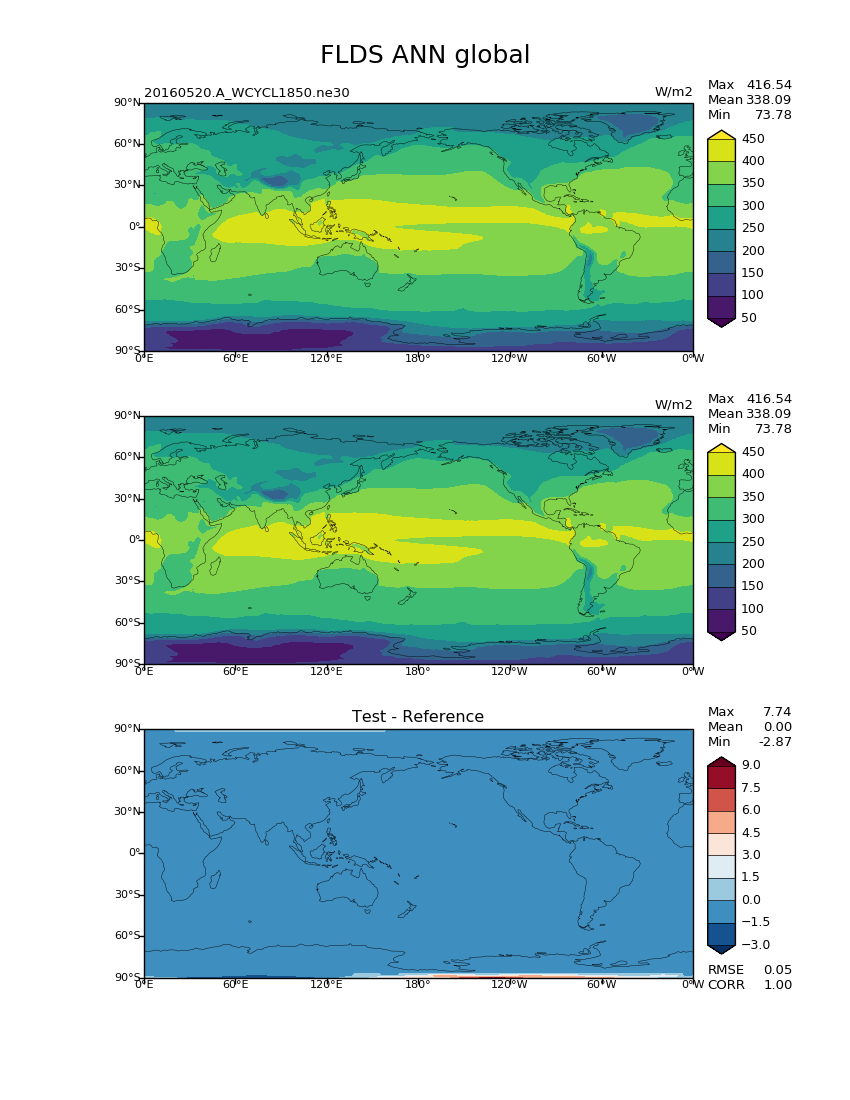 FLDS ANN global
20160520.A_WCYCL1850.ne30
W/m2
Max 416.54
Mean 338.09
Min 73.78
90°N
60°N
30°N
0°
30°S
60°S
90°S
0°E 60°E 120°E 180° 120°W 60°W 0°W
450
400
350
300
250
200
150
100
50
W/m2
Max 416.54
Mean 338.09
Min 73.78
90°N
60°N
30°N
0°
30°S
60°S
90°S
0°E 60°E 120°E 180° 120°W 60°W 0°W
450
400
350
300
250
200
150
100
50
Test - Reference
Max 7.74
Mean 0.00
Min -2.87
90°N
60°N
30°N
0°
30°S
60°S
90°S
0°E 60°E 120°E 180° 120°W 60°W 0°W
9.0
7.5
6.0
4.5
3.0
1.5
0.0
−1.5
−3.0
RMSE 0.05
CORR 1.00